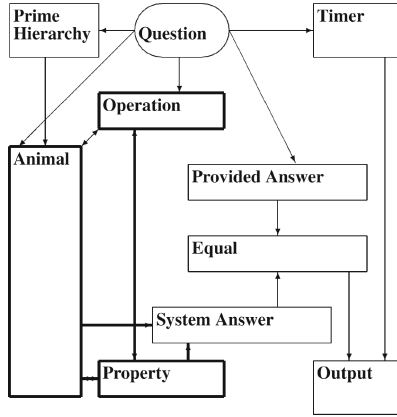 Prime
Hierarchy
Question
Timer
Operation
Animal
Provided Answer
Equal
System Answer
Property
Output